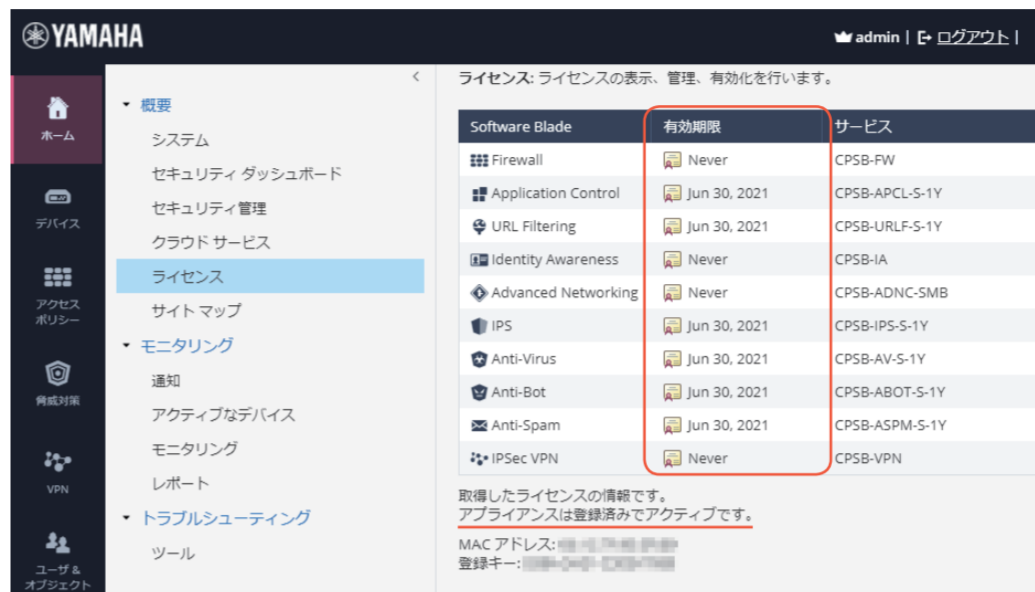 YAMAHA
admin | ログアウト |
ホーム
デバイス
アクセス
ポリシー
脅威対策
VPN
ユーザ &
オブジェクト
<
概要
システム
セキュリティ ダッシュボード
セキュリティ管理
クラウド サービス
ライセンス
サイト マップ
モニタリング
通知
アクティブなデバイス
モニタリング
レポート
トラブルシューティング
ツール
ライセンス: ライセンスの表示、管理、有効化を行います。
Software Blade 有効期限 サービス
Firewall Never CPSB-FW
Application Control Jun 30, 2021 CPSB-APCL-S-1Y
URL Filtering Jun 30, 2021 CPSB-URLF-S-1Y
Identity Awareness Never CPSB-IA
Advanced Networking Never CPSB-ADNC-SMB
IPS Jun 30, 2021 CPSB-IPS-S-1Y
Anti-Virus Jun 30, 2021 CPSB-AV-S-1Y
Anti-Bot Jun 30, 2021 CPSB-ABOT-S-1Y
Anti-Spam Jun 30, 2021 CPSB-ASPM-S-1Y
IPSec VPN Never CPSB-VPN
取得したライセンスの情報です。
アプライアンスは登録済みでアクティブです。
MAC アドレス:
登録キー: